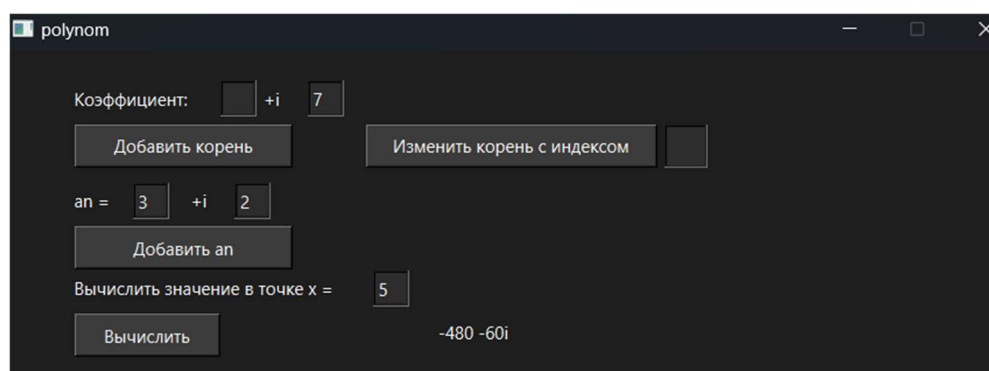 polynom
Коэффициент: +i 7
Добавить корень Изменить корень с индексом
an = 3 +i 2
Добавить an
Вычислить значение в точке x = 5
Вычислить -480 -60i